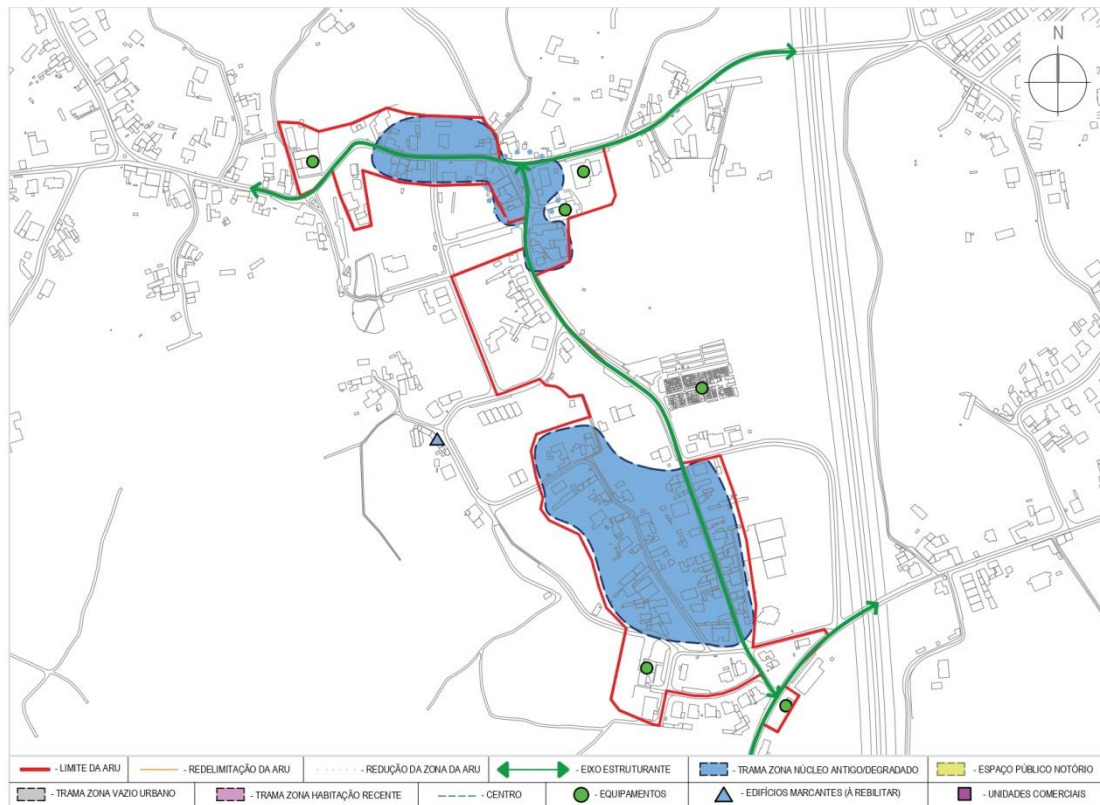 N
- LIMITE DA ARU
- REDELIMITAÇÃO DA ARU
- REDUÇÃO DA ZONA DA ARU
- EIXO ESTRUTURANTE
- TRAMA ZONA NÚCLEO ANTIGO/DEGRADADO
- ESPAÇO PÚBLICO NOTÓRIO
- TRAMA ZONA VAZIO URBANO
- TRAMA ZONA HABITAÇÃO RECENTE
- CENTRO
- EQUIPAMENTOS
- EDIFÍCIOS MARCANTES (À REBILITAR)
- UNIDADES COMERCIAIS